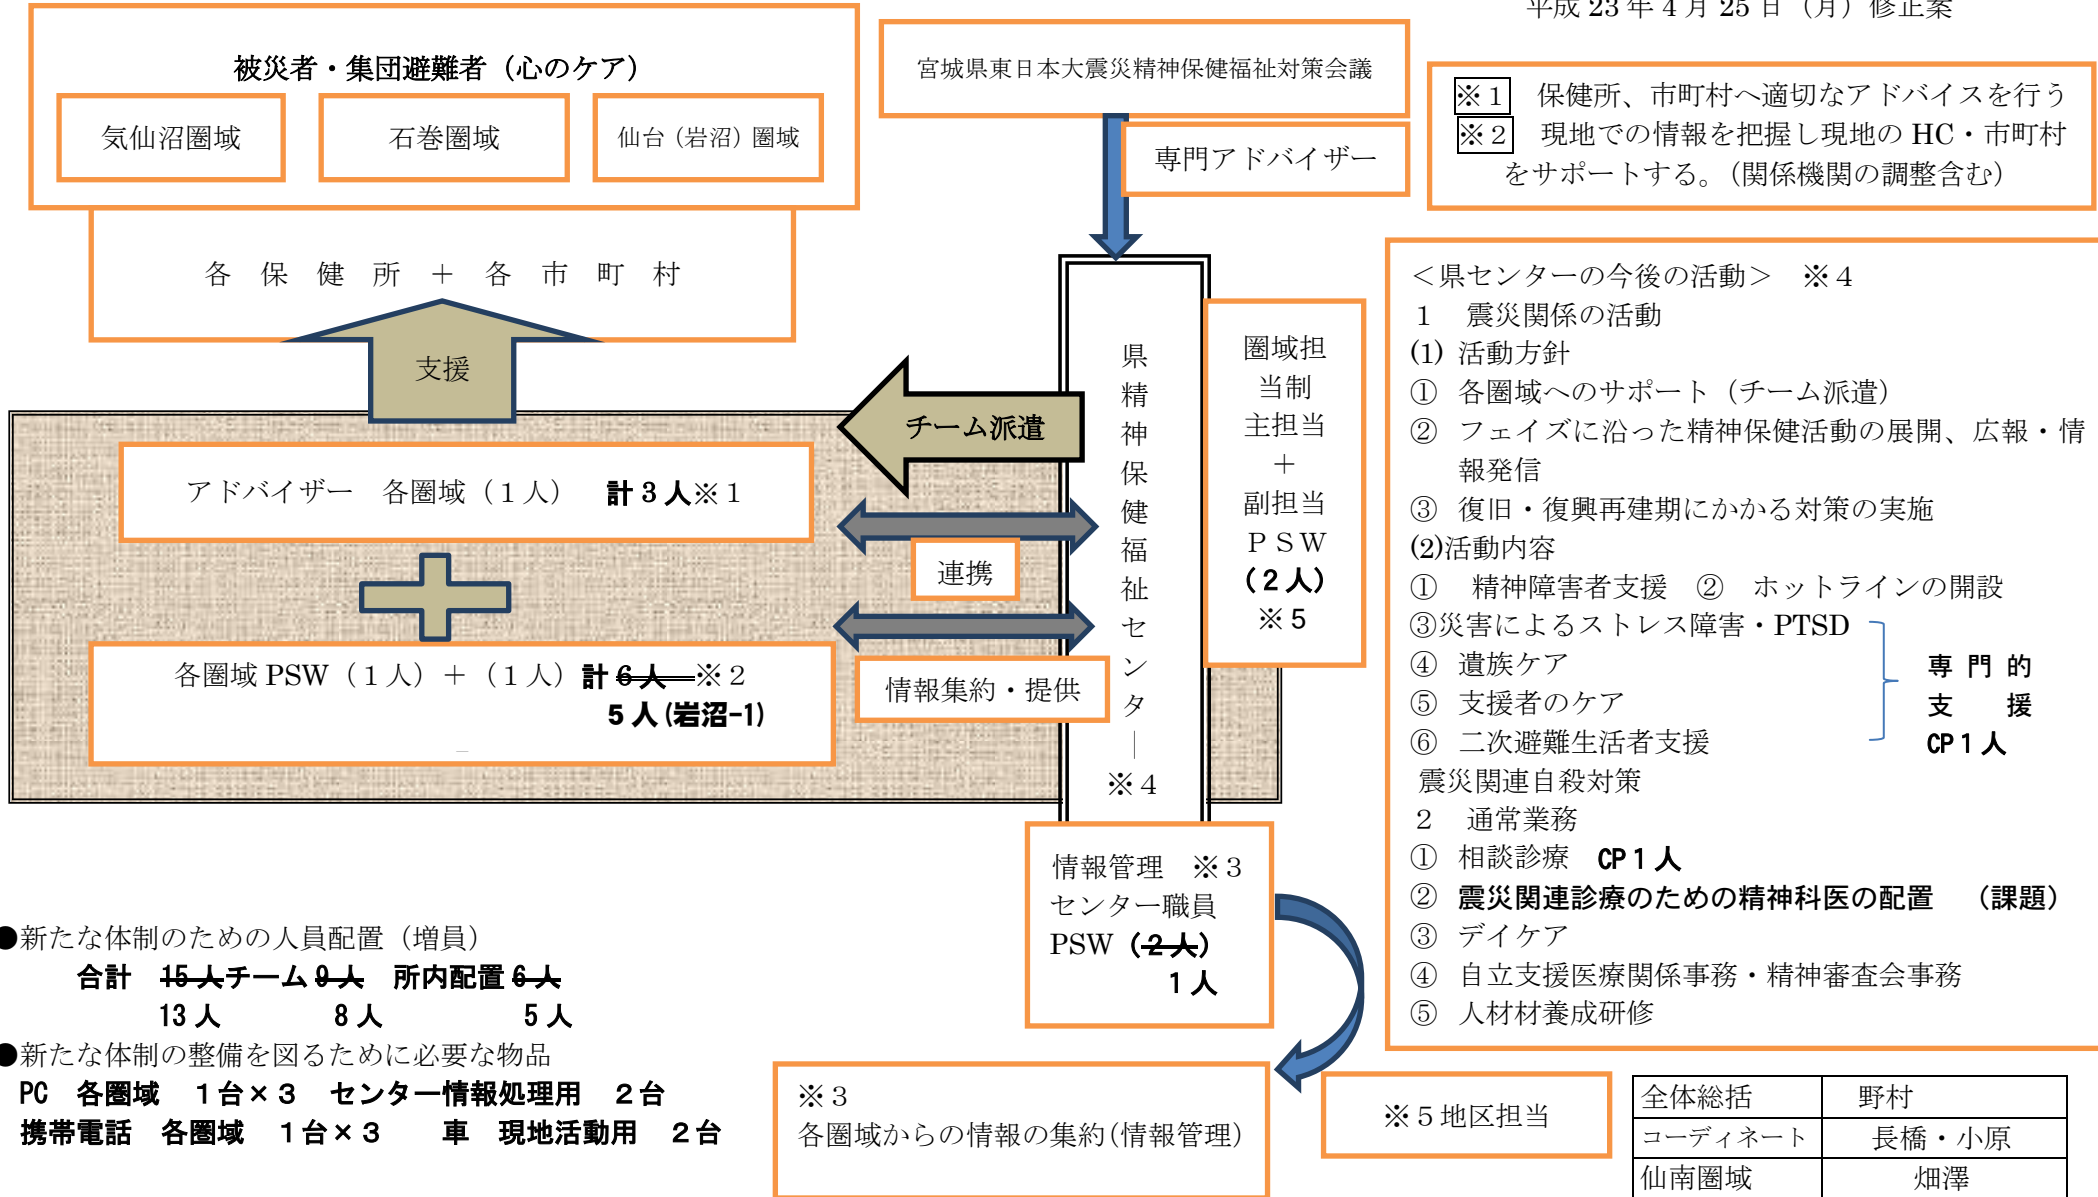 平成 23 年 4 月 25 日（月）修正案
被災者・集団避難者（心のケア）
気仙沼圏域
石巻圏域
仙台（岩沼）圏域
各保健所＋各市町村
支援
宮城県東日本大震災精神保健福祉対策会議
専門アドバイザー
※１　保健所、市町村へ適切なアドバイスを行う
※２　現地での情報を把握し現地の HC・市町村
をサポートする。（関係機関の調整含む）
チーム派遣
アドバイザー　各圏域（１人）　計 3 人※１
連携
各圏域 PSW（１人）＋（１人）計 6 人　※２
５人(岩沼-1)
情報集約・提供
県精神保健福祉センター
※４
圏域担
当制
主担当
＋
副担当
ＰＳＷ
（２人）
※５
情報管理　※３
センター職員
PSW（２人）
１人
＜県センターの今後の活動＞　※４
１　震災関係の活動
(1) 活動方針
①　各圏域へのサポート（チーム派遣）
②　フェイズに沿った精神保健活動の展開、広報・情
報発信
③　復旧・復興再建期にかかる対策の実施
(2)活動内容
①　精神障害者支援　②　ホットラインの開設
③災害によるストレス障害・PTSD
④　遺族ケア
⑤　支援者のケア
⑥　二次避難生活者支援
専門的
支　援
CP１人
震災関連自殺対策
２　通常業務
①　相談診療　CP１人
②　震災関連診療のための精神科医の配置　（課題）
③　デイケア
④　自立支援医療関係事務・精神審査会事務
⑤　人材材養成研修
●新たな体制のための人員配置（増員）
合計　15 人チーム 9 人　所内配置 6 人
13 人　8 人　5 人
●新たな体制の整備を図るために必要な物品
PC　各圏域　１台×３　センター情報処理用　２台
携帯電話　各圏域　１台×３　車　現地活動用　２台
※３
各圏域からの情報の集約（情報管理）
※５地区担当
全体総括　野村
コーディネート　長橋・小原
仙南圏域　畑澤